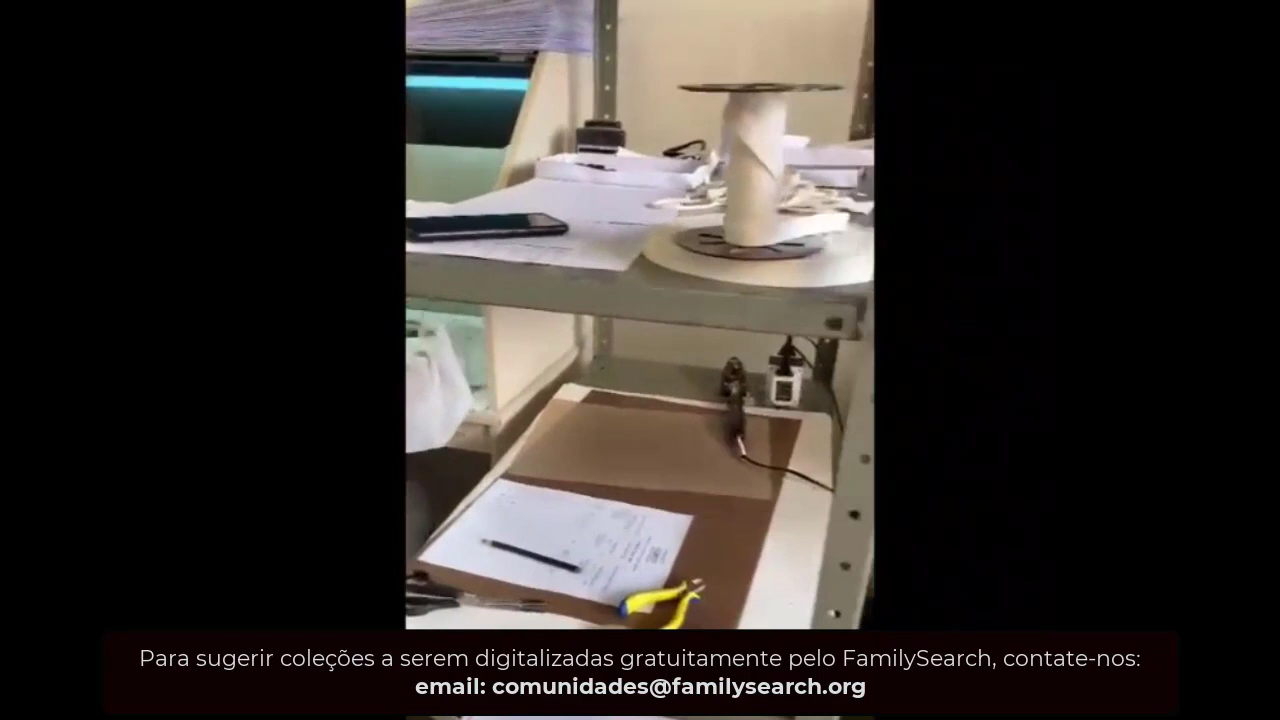 Para sugerir coleções a serem digitalizadas gratuitamente pelo FamilySearch, contate-nos:
email: comunidades@familysearch.org